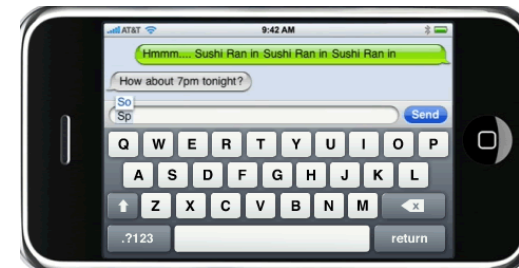 AT&T 9:42 AM
Hmmm.... Sushi Ran in Sushi Ran in Sushi Ran in
How about 7pm tonight?
So
Sp
Send
Q W E R T Y U I O P
A S D F G H J K L
Z X C V B N M
.?123 return